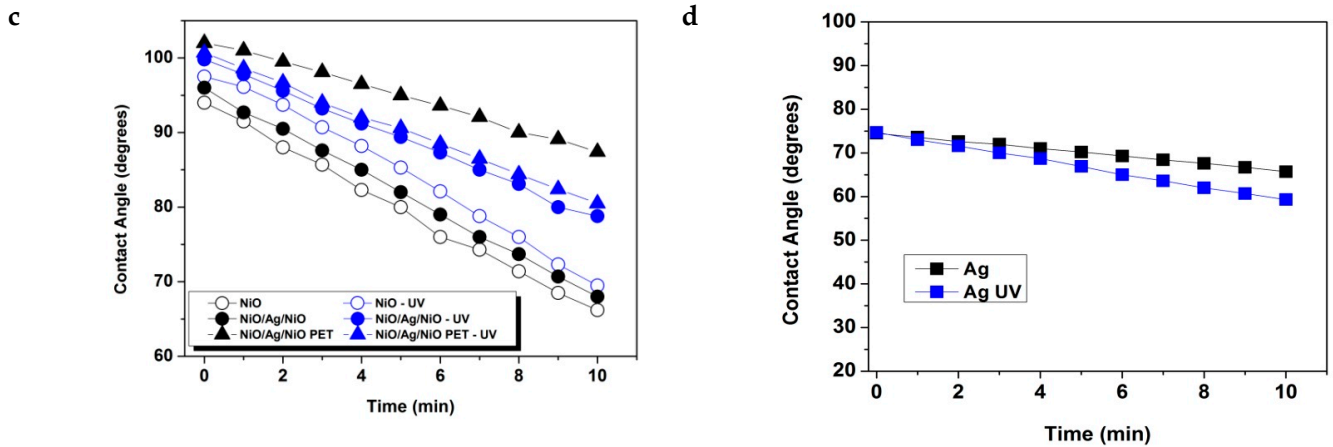 c
100
90
80
70
60
Contact Angle (degrees)
NiO
NiO - UV
NiO/Ag/NiO
NiO/Ag/NiO - UV
NiO/Ag/NiO PET
NiO/Ag/NiO PET - UV
0 2 4 6 8 10
Time (min)
d
100
90
80
70
60
50
40
30
20
Contact Angle (degrees)
Ag
Ag UV
0 2 4 6 8 10
Time (min)